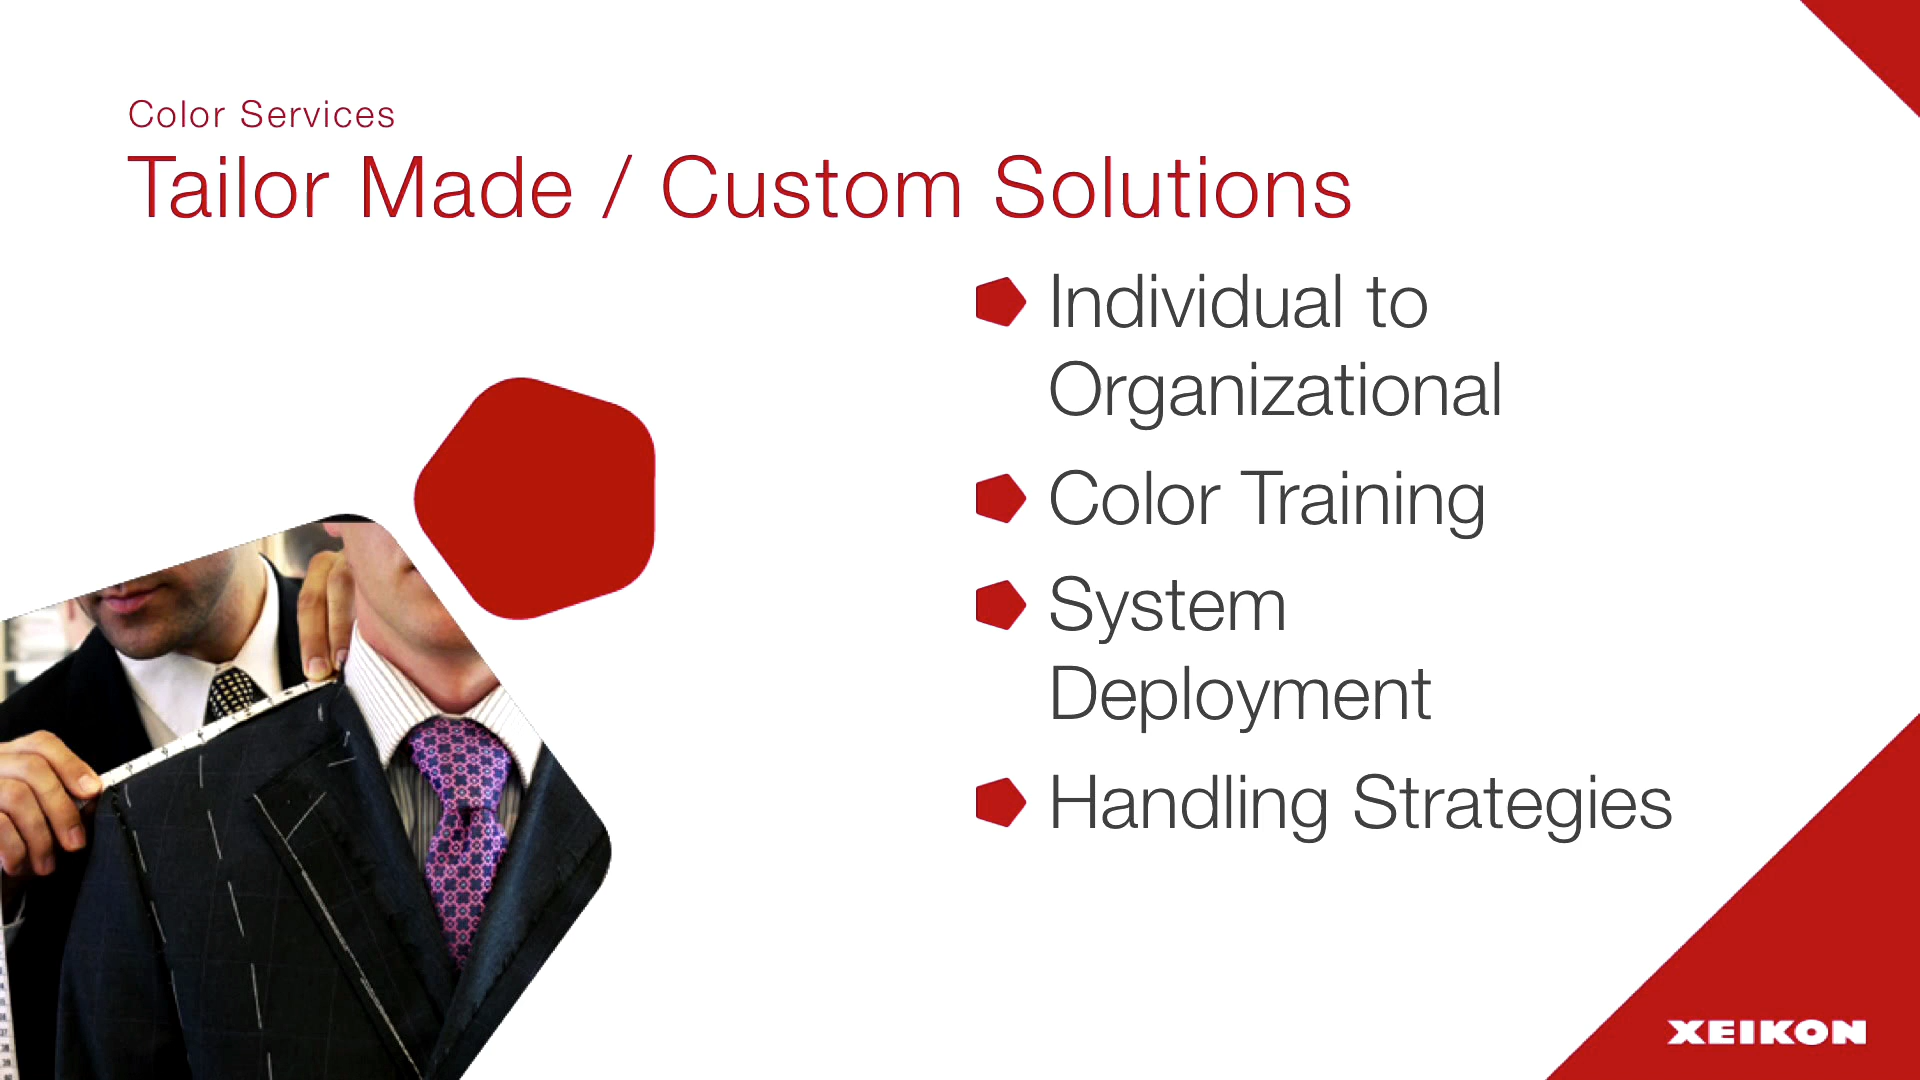 Color Services
Tailor Made / Custom Solutions
Individual to
Organizational
Color Training
System
Deployment
Handling Strategies
XEIKON